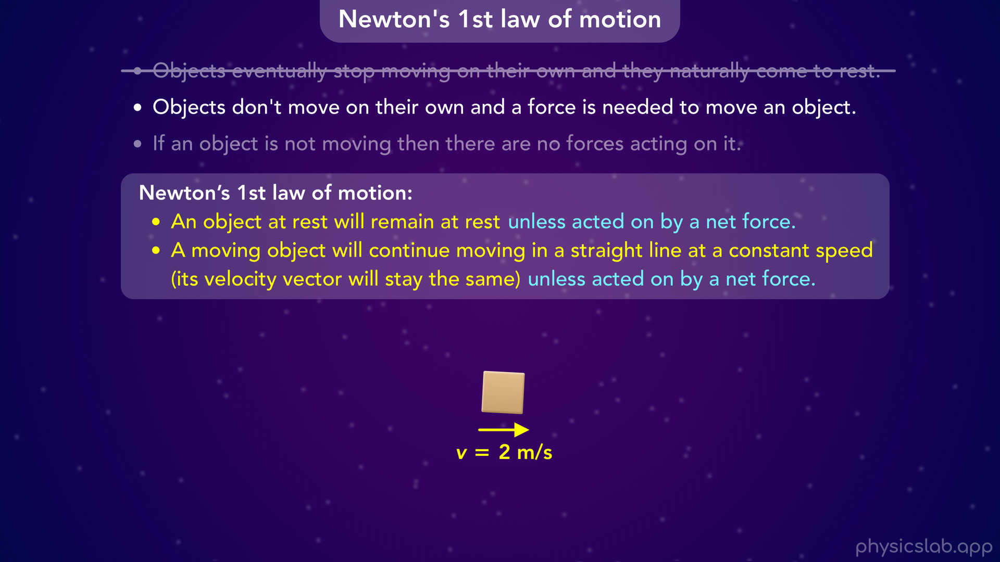 Newton's 1st law of motion
• Objects eventually stop moving on their own and they naturally come to rest.
• Objects don't move on their own and a force is needed to move an object.
• If an object is not moving then there are no forces acting on it.
Newton’s 1st law of motion:
• An object at rest will remain at rest unless acted on by a net force.
• A moving object will continue moving in a straight line at a constant speed
(its velocity vector will stay the same) unless acted on by a net force.
v = 2 m/s
physicslab.app